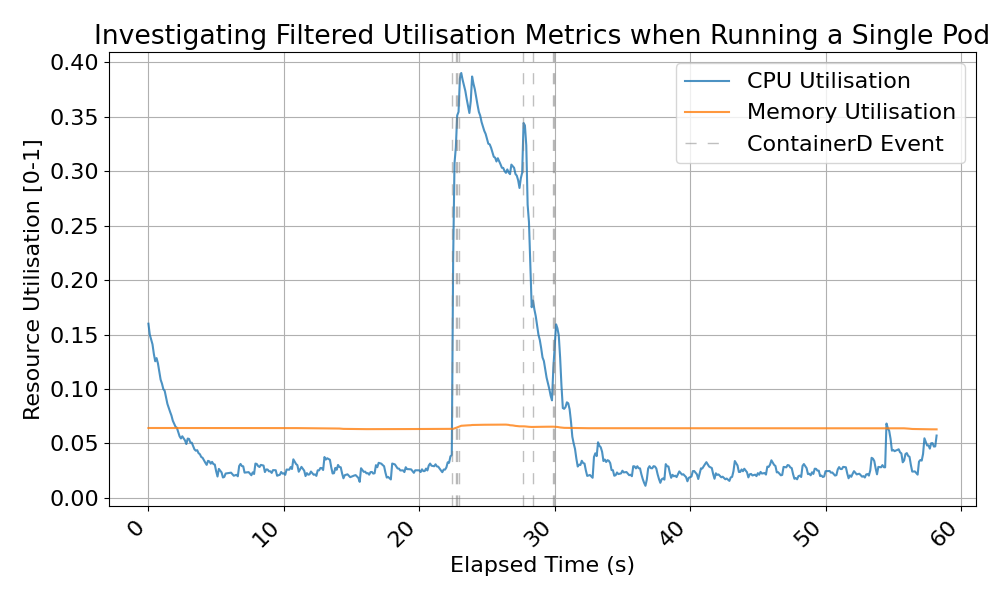 Investigating Filtered Utilisation Metrics when Running a Single Pod
0.40
0.35
0.30
0.25
0.20
0.15
0.10
0.05
0.00
Resource Utilisation [0-1]
CPU Utilisation
Memory Utilisation
ContainerD Event
0
10
20
30
40
50
60
Elapsed Time (s)